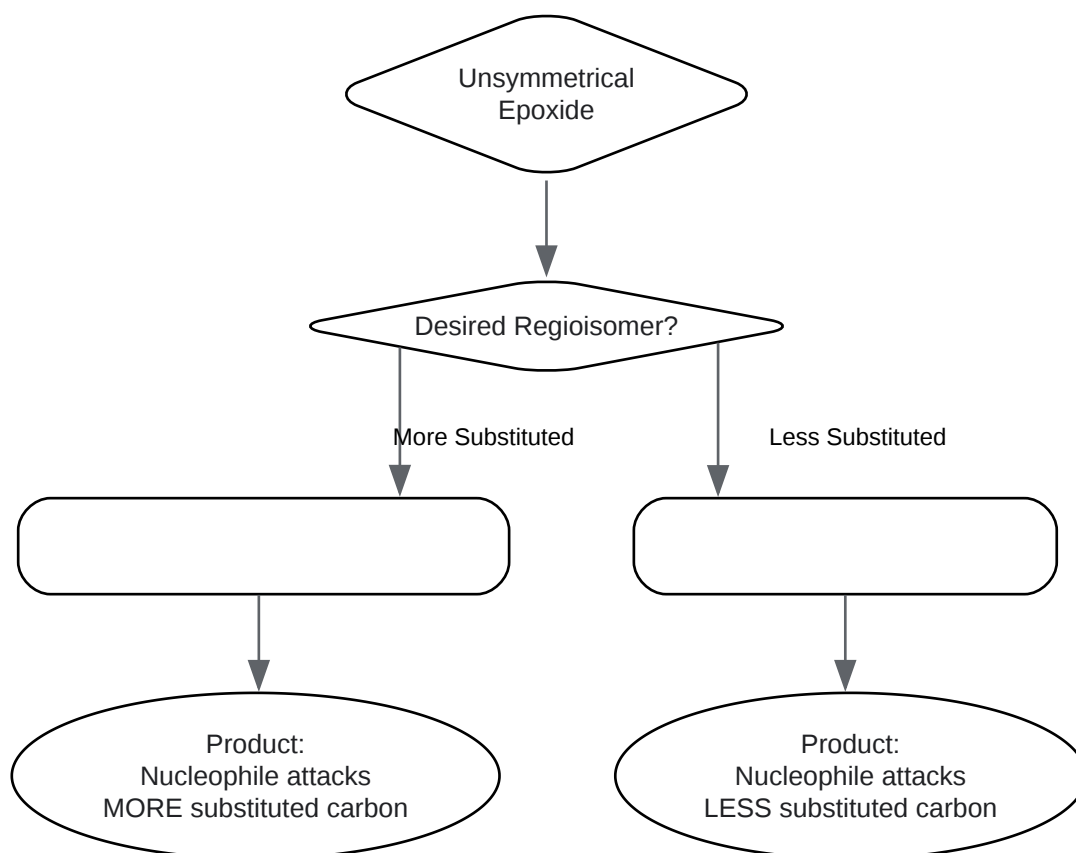 Unsymmetrical
Epoxide
Desired Regioisomer?
More Substituted
Less Substituted
Product:
Nucleophile attacks
MORE substituted carbon
Product:
Nucleophile attacks
LESS substituted carbon